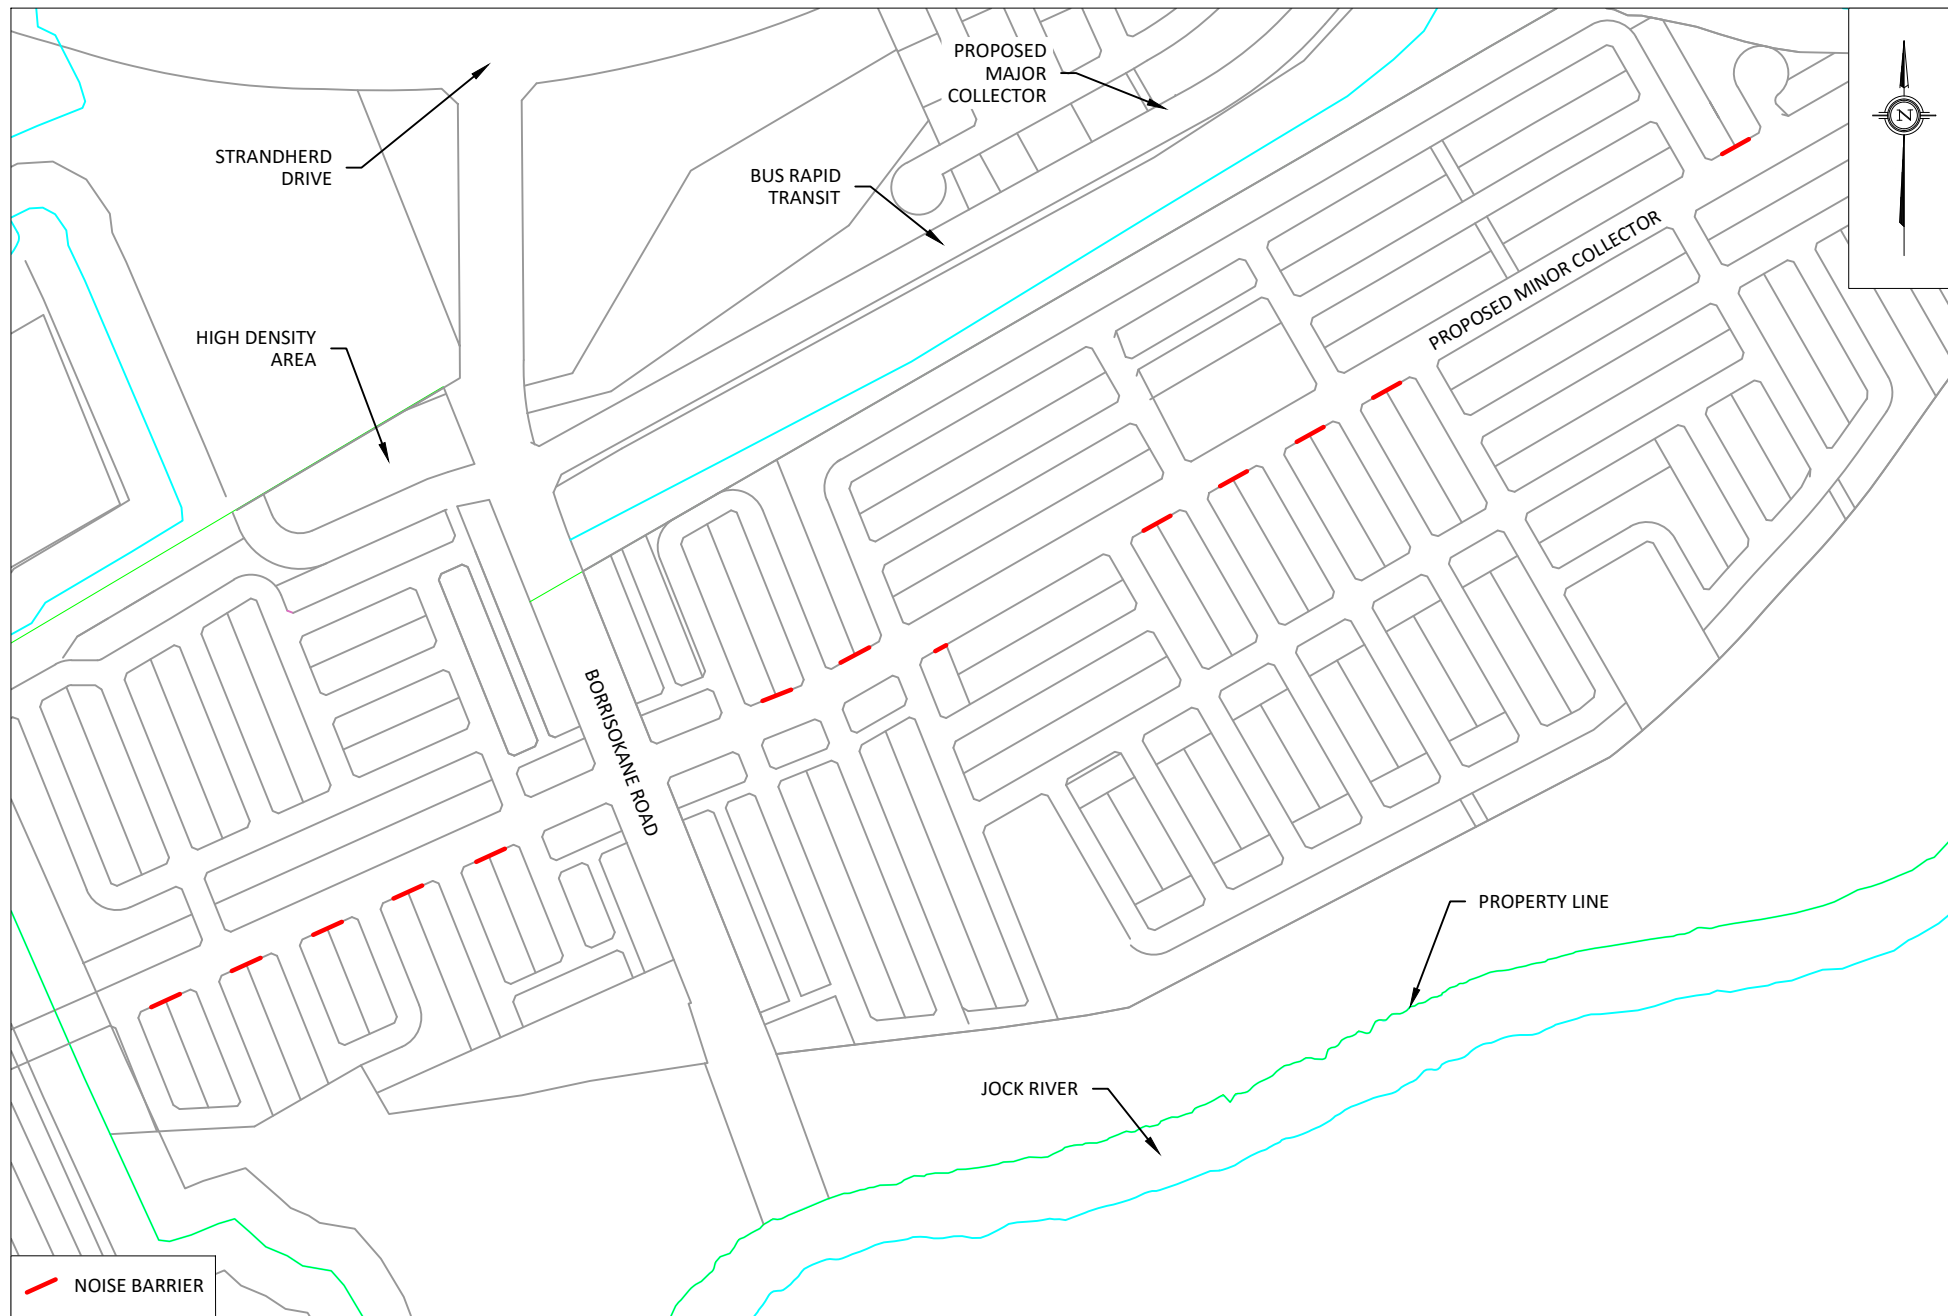 PROPOSED
MAJOR
COLLECTOR
STRANDHERD
DRIVE
BUS RAPID
TRANSIT
N
PROPOSED MINOR COLLECTOR
HIGH DENSITY
AREA
BORRISOKANE ROAD
PROPERTY LINE
JOCK RIVER
NOISE BARRIER